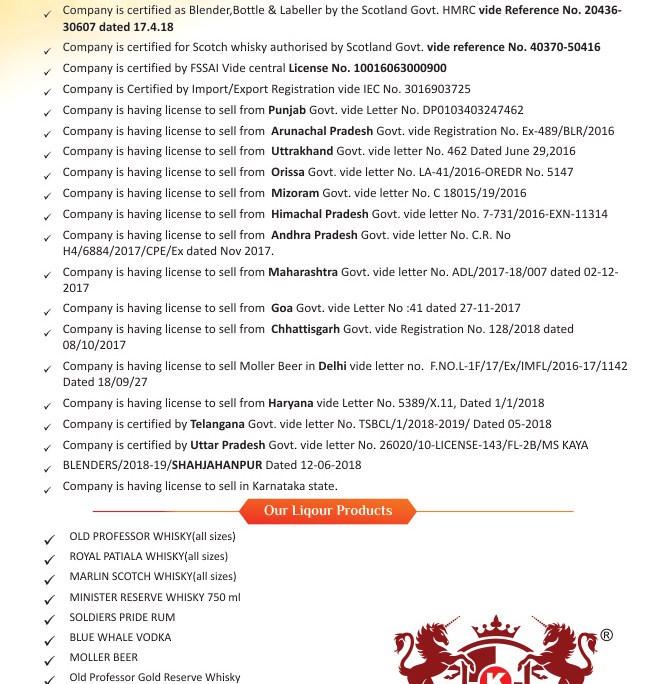 Company is certified as Blender,Bottle & Labeller by the Scotland Govt. HMRC vide Reference No. 20436-
30607 dated 17.4.18
Company is certified for Scotch whisky authorised by Scotland Govt. vide reference No. 40370-50416
Company is certified by FSSAI Vide central License No. 10016063000900
Company is Certified by Import/Export Registration vide IEC No. 3016903725
Company is having license to sell from Punjab Govt. vide Letter No. DP0103403247462
Company is having license to sell from Arunachal Pradesh Govt. vide Registration No. Ex-489/BLR/2016
Company is having license to sell from Uttrakhand Govt. vide letter No. 462 Dated June 29,2016
Company is having license to sell from Orissa Govt. vide letter No. LA-41/2016-OREDR No. 5147
Company is having license to sell from Mizoram Govt. vide letter No. C 18015/19/2016
Company is having license to sell from Himachal Pradesh Govt. vide letter No. 7-731/2016-EXN-11314
Company is having license to sell from Andhra Pradesh Govt. vide letter No. C.R. No
H4/6884/2017/CPE/Ex dated Nov 2017.
Company is having license to sell from Maharashtra Govt. vide letter No. ADL/2017-18/007 dated 02-12-
2017
Company is having license to sell from Goa Govt. vide Letter No :41 dated 27-11-2017
Company is having license to sell from Chhattisgarh Govt. vide Registration No. 128/2018 dated
08/10/2017
Company is having license to sell Moller Beer in Delhi vide letter no. F.NO.L-1F/17/Ex/IMFL/2016-17/1142
Dated 18/09/27
Company is having license to sell from Haryana vide Letter No. 5389/X.11, Dated 1/1/2018
Company is certified by Telangana Govt. vide letter No. TSBCL/1/2018-2019/ Dated 05-2018
Company is certified by Uttar Pradesh Govt. vide letter No. 26020/10-LICENSE-143/FL-2B/MS KAYA
BLENDERS/2018-19/SHAHJAHANPUR Dated 12-06-2018
Company is having license to sell in Karnataka state.
Our Liqour Products
OLD PROFESSOR WHISKY(all sizes)
ROYAL PATIALA WHISKY(all sizes)
MARLIN SCOTCH WHISKY(all sizes)
MINISTER RESERVE WHISKY 750 ml
SOLDIERS PRIDE RUM
BLUE WHALE VODKA
MOLLER BEER
Old Professor Gold Reserve Whisky
®
K